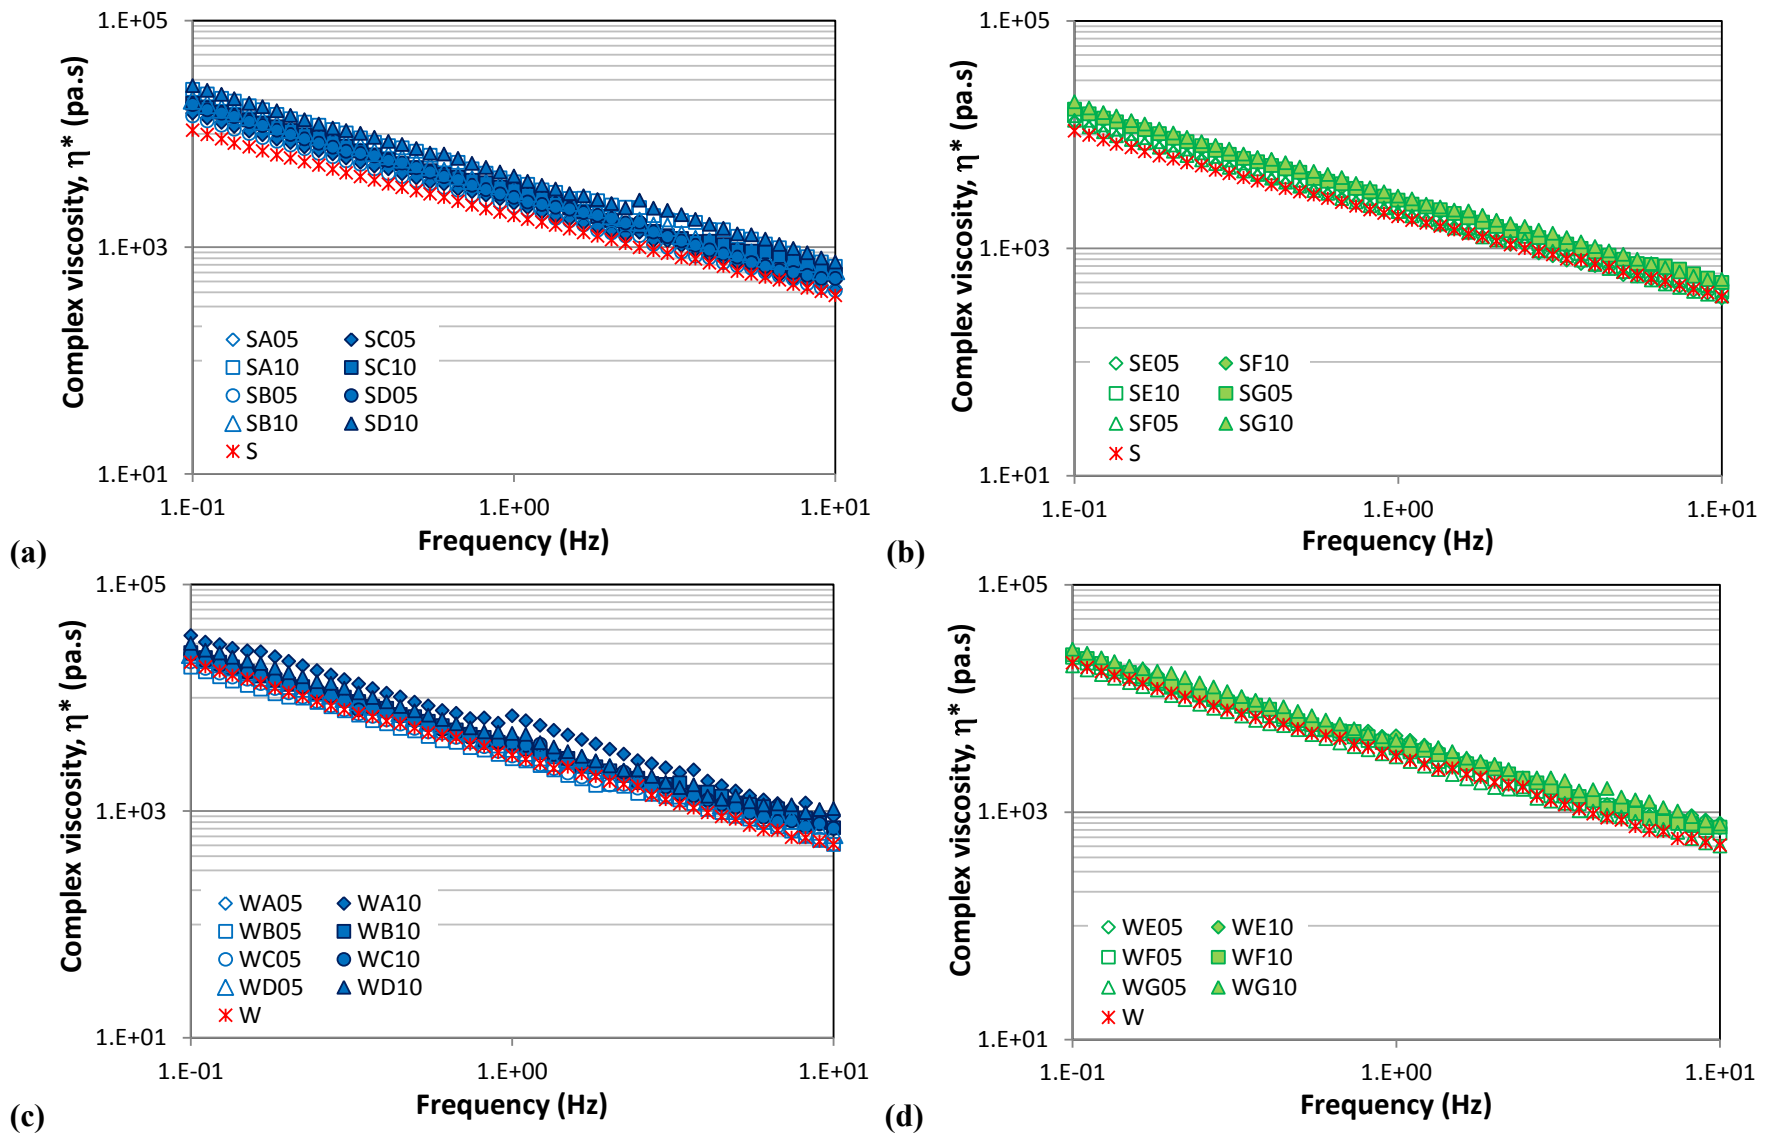 1.E+05
1.E+03
1.E+01
Complex viscosity, η* (pa.s)
SA05 SC05
SA10 SC10
SB05 SD05
SB10 SD10
S
1.E-01 1.E+00 1.E+01
Frequency (Hz)
(a)
1.E+05
1.E+03
1.E+01
Complex viscosity, η* (pa.s)
SE05 SF10
SE10 SG05
SF05 SG10
S
1.E-01 1.E+00 1.E+01
Frequency (Hz)
(b)
1.E+05
1.E+03
1.E+01
Complex viscosity, η* (pa.s)
WA05 WA10
WB05 WB10
WC05 WC10
WD05 WD10
W
1.E-01 1.E+00 1.E+01
Frequency (Hz)
(c)
1.E+05
1.E+03
1.E+01
Complex viscosity, η* (pa.s)
WE05 WE10
WF05 WF10
WG05 WG10
W
1.E-01 1.E+00 1.E+01
Frequency (Hz)
(d)